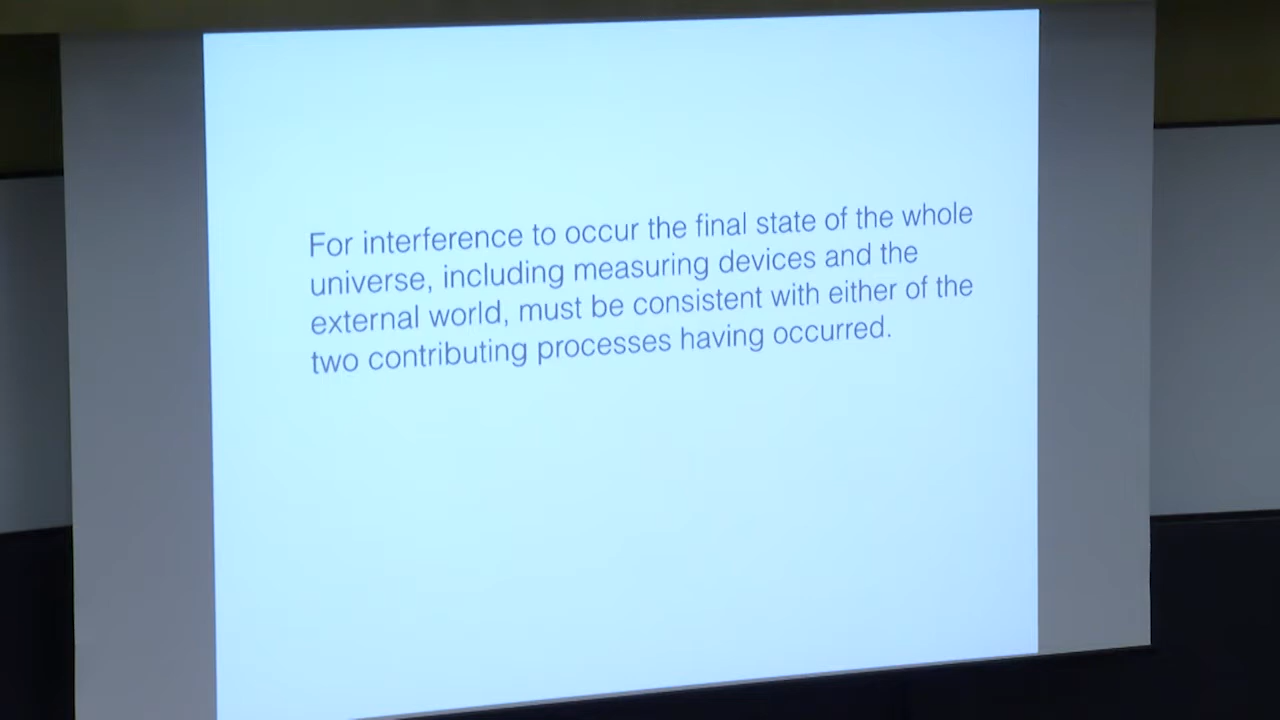 For interference to occur the final state of the whole
universe, including measuring devices and the
external world, must be consistent with either of the
two contributing processes having occurred.